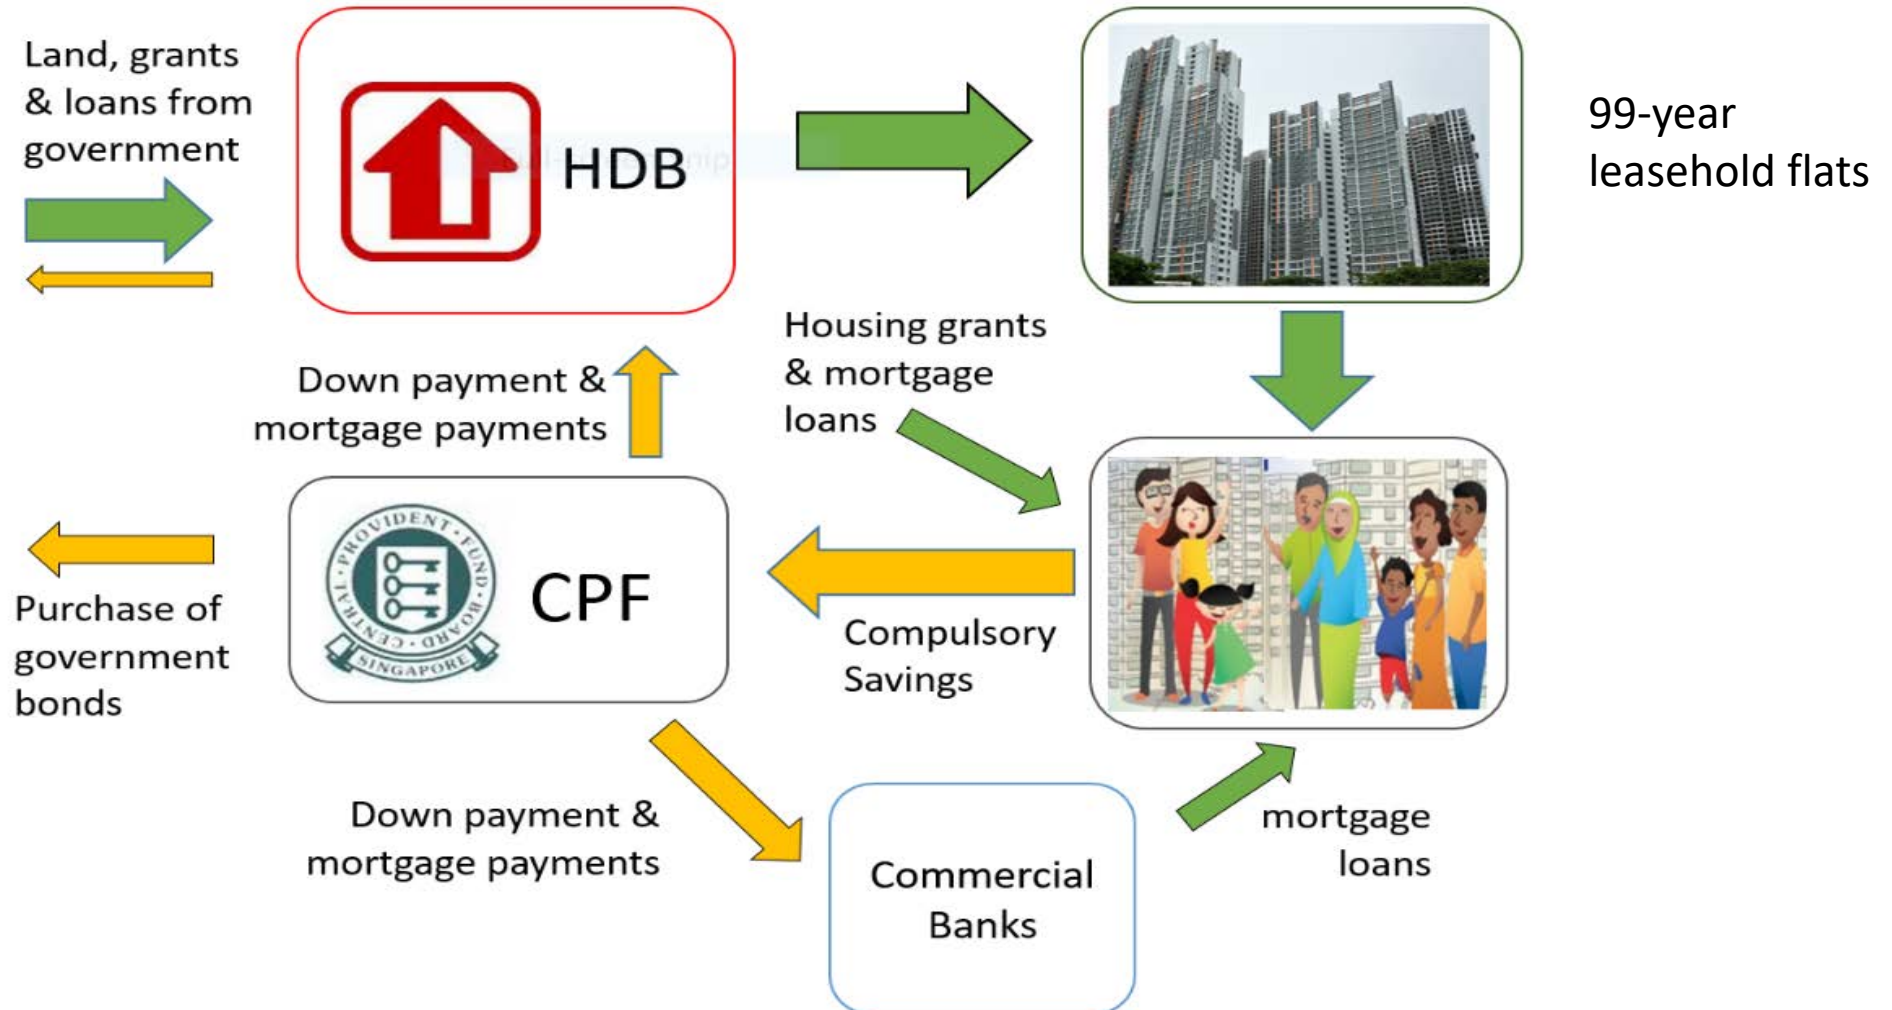 Land, grants
& loans from
government
HDB
99-year
leasehold flats
Housing grants
& mortgage
loans
Down payment &
mortgage payments
CENTRAL · PROVIDENT · FUND · BOARD
SINGAPORE
CPF
Purchase of
government
bonds
Compulsory
Savings
Down payment &
mortgage payments
Commercial
Banks
mortgage
loans